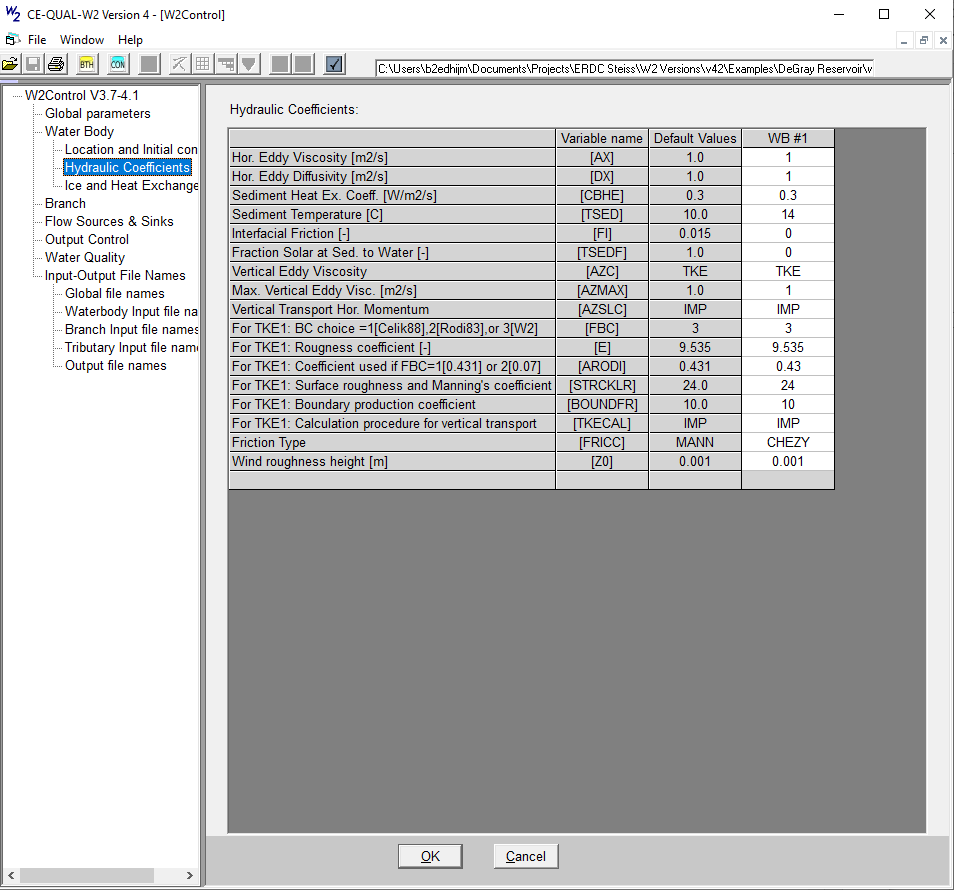 W2 CE-QUAL-W2 Version 4 - [W2Control]
File Window Help
BTH CON C:\Users\b2edhijm\Documents\Projects\ERDC Steiss\W2 Versions\v42\Examples\DeGray Reservoir\w
W2Control V3.7-4.1
Global parameters
Water Body
Location and Initial con
Hydraulic Coefficients
Ice and Heat Exchange
Branch
Flow Sources & Sinks
Output Control
Water Quality
Input-Output File Names
Global file names
Waterbody Input file na
Branch Input file names
Tributary Input file name
Output file names
Hydraulic Coefficients:
Variable name Default Values WB #1
Hor. Eddy Viscosity [m2/s] [AX] 1.0 1
Hor. Eddy Diffusivity [m2/s] [DX] 1.0 1
Sediment Heat Ex. Coeff. [W/m2/s] [CBHE] 0.3 0.3
Sediment Temperature [C] [TSED] 10.0 14
Interfacial Friction [-] [FI] 0.015 0
Fraction Solar at Sed. to Water [-] [TSEDF] 1.0 0
Vertical Eddy Viscosity [AZC] TKE TKE
Max. Vertical Eddy Visc. [m2/s] [AZMAX] 1.0 1
Vertical Transport Hor. Momentum [AZSLC] IMP IMP
For TKE1: BC choice =1[Celik88],2[Rodi83],or 3[W2] [FBC] 3 3
For TKE1: Rougness coefficient [-] [E] 9.535 9.535
For TKE1: Coefficient used if FBC=1[0.431] or 2[0.07] [ARODI] 0.431 0.43
For TKE1: Surface roughness and Manning's coefficient [STRCKLR] 24.0 24
For TKE1: Boundary production coefficient [BOUNDFR] 10.0 10
For TKE1: Calculation procedure for vertical transport [TKECAL] IMP IMP
Friction Type [FRICC] MANN CHEZY
Wind roughness height [m] [Z0] 0.001 0.001
OK Cancel